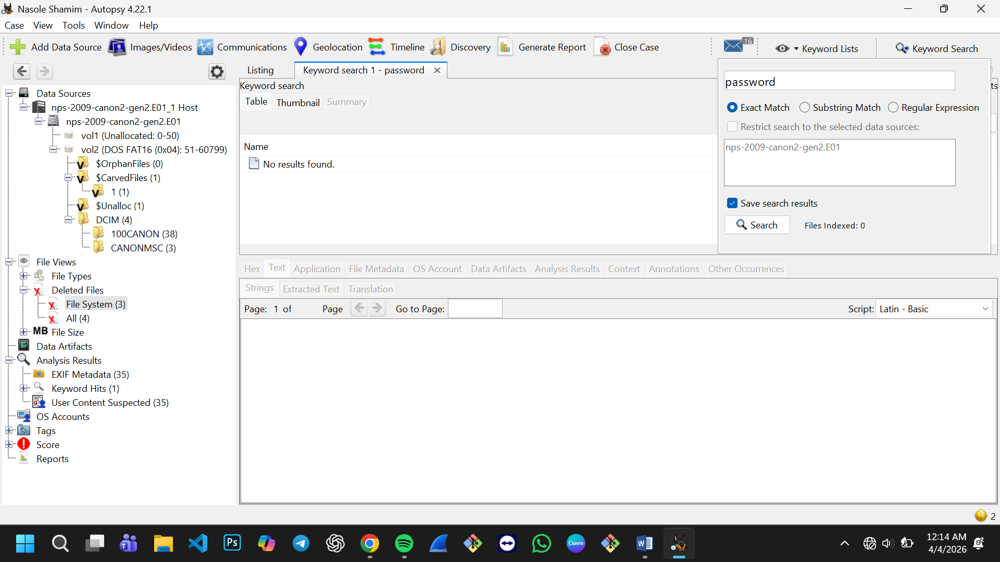 Nasole Shamim - Autopsy 4.22.1
Case View Tools Window Help
Add Data Source Images/Videos Communications Geolocation Timeline Discovery Generate Report Close Case 16 Keyword Lists Keyword Search
Listing Keyword search 1 - password
Keyword search
Table Thumbnail Summary
Name
No results found.
password
Exact Match Substring Match Regular Expression
Restrict search to the selected data sources:
nps-2009-canon2-gen2.E01
Save search results
Search Files Indexed: 0
Data Sources
nps-2009-canon2-gen2.E01_1 Host
nps-2009-canon2-gen2.E01
vol1 (Unallocated: 0-50)
vol2 (DOS FAT16 (0x04): 51-60799)
$OrphanFiles (0)
$CarvedFiles (1)
1 (1)
$Unalloc (1)
DCIM (4)
100CANON (38)
CANONMSC (3)
File Views
File Types
Deleted Files
File System (3)
All (4)
MB File Size
Data Artifacts
Analysis Results
EXIF Metadata (35)
Keyword Hits (1)
User Content Suspected (35)
OS Accounts
Tags
Score
Reports
Hex Text Application File Metadata OS Account Data Artifacts Analysis Results Context Annotations Other Occurrences
Strings Extracted Text Translation
Page: 1 of Page Go to Page: Script: Latin - Basic
2
Ps
Canva
12:14 AM
4/4/2026